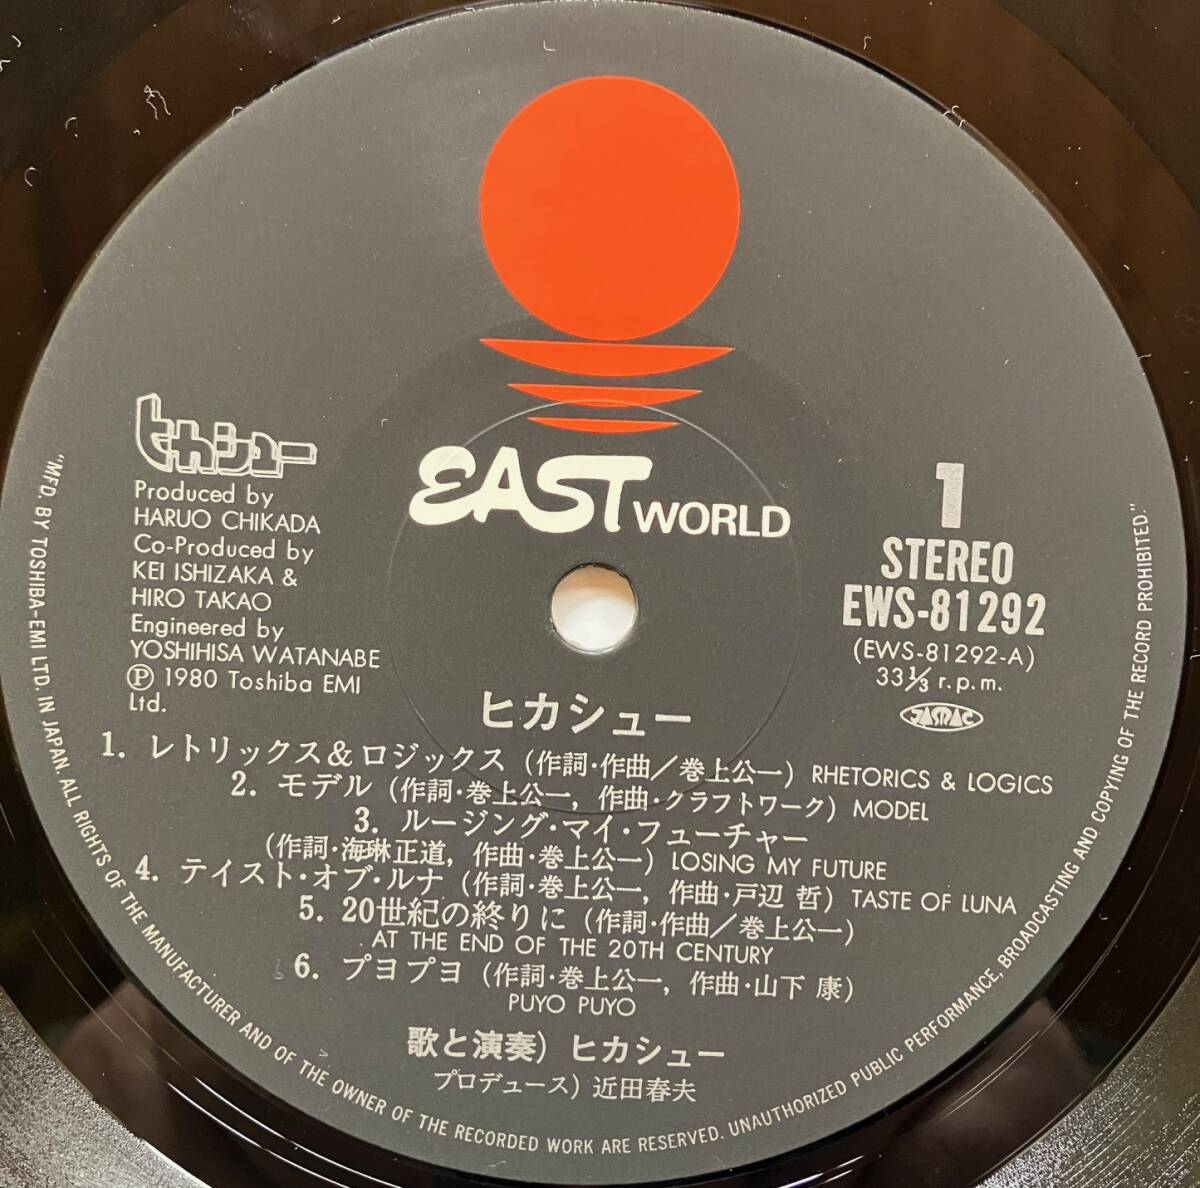 EAST WORLD
ヒカシュー
Produced by
HARUO CHIKADA
Co-Produced by
KEI ISHIZAKA &
HIRO TAKAO
Engineered by
YOSHIHISA WATANABE
Ⓟ 1980 Toshiba EMI
Ltd.
1
STEREO
EWS-81292
(EWS-81292-A)
33⅓ r.p.m.
JASRAC
ヒカシュー
1. レトリックス&ロジックス (作詞・作曲/巻上公一) RHETORICS & LOGICS
2. モデル (作詞・巻上公一, 作曲・クラフトワーク) MODEL
3. ルージング・マイ・フューチャー
(作詞・海琳正道, 作曲・巻上公一) LOSING MY FUTURE
4. テイスト・オブ・ルナ (作詞・巻上公一, 作曲・戸辺 哲) TASTE OF LUNA
5. 20世紀の終りに (作詞・作曲/巻上公一)
AT THE END OF THE 20TH CENTURY
6. プヨプヨ (作詞・巻上公一, 作曲・山下 康)
PUYO PUYO
歌と演奏) ヒカシュー
プロデュース) 近田春夫
"MFD. BY TOSHIBA-EMI LTD. IN JAPAN. ALL RIGHTS OF THE MANUFACTURER AND OF THE OWNER OF THE RECORDED WORK ARE RESERVED. UNAUTHORIZED PUBLIC PERFORMANCE, BROADCASTING AND COPYING OF THE RECORD PROHIBITED."